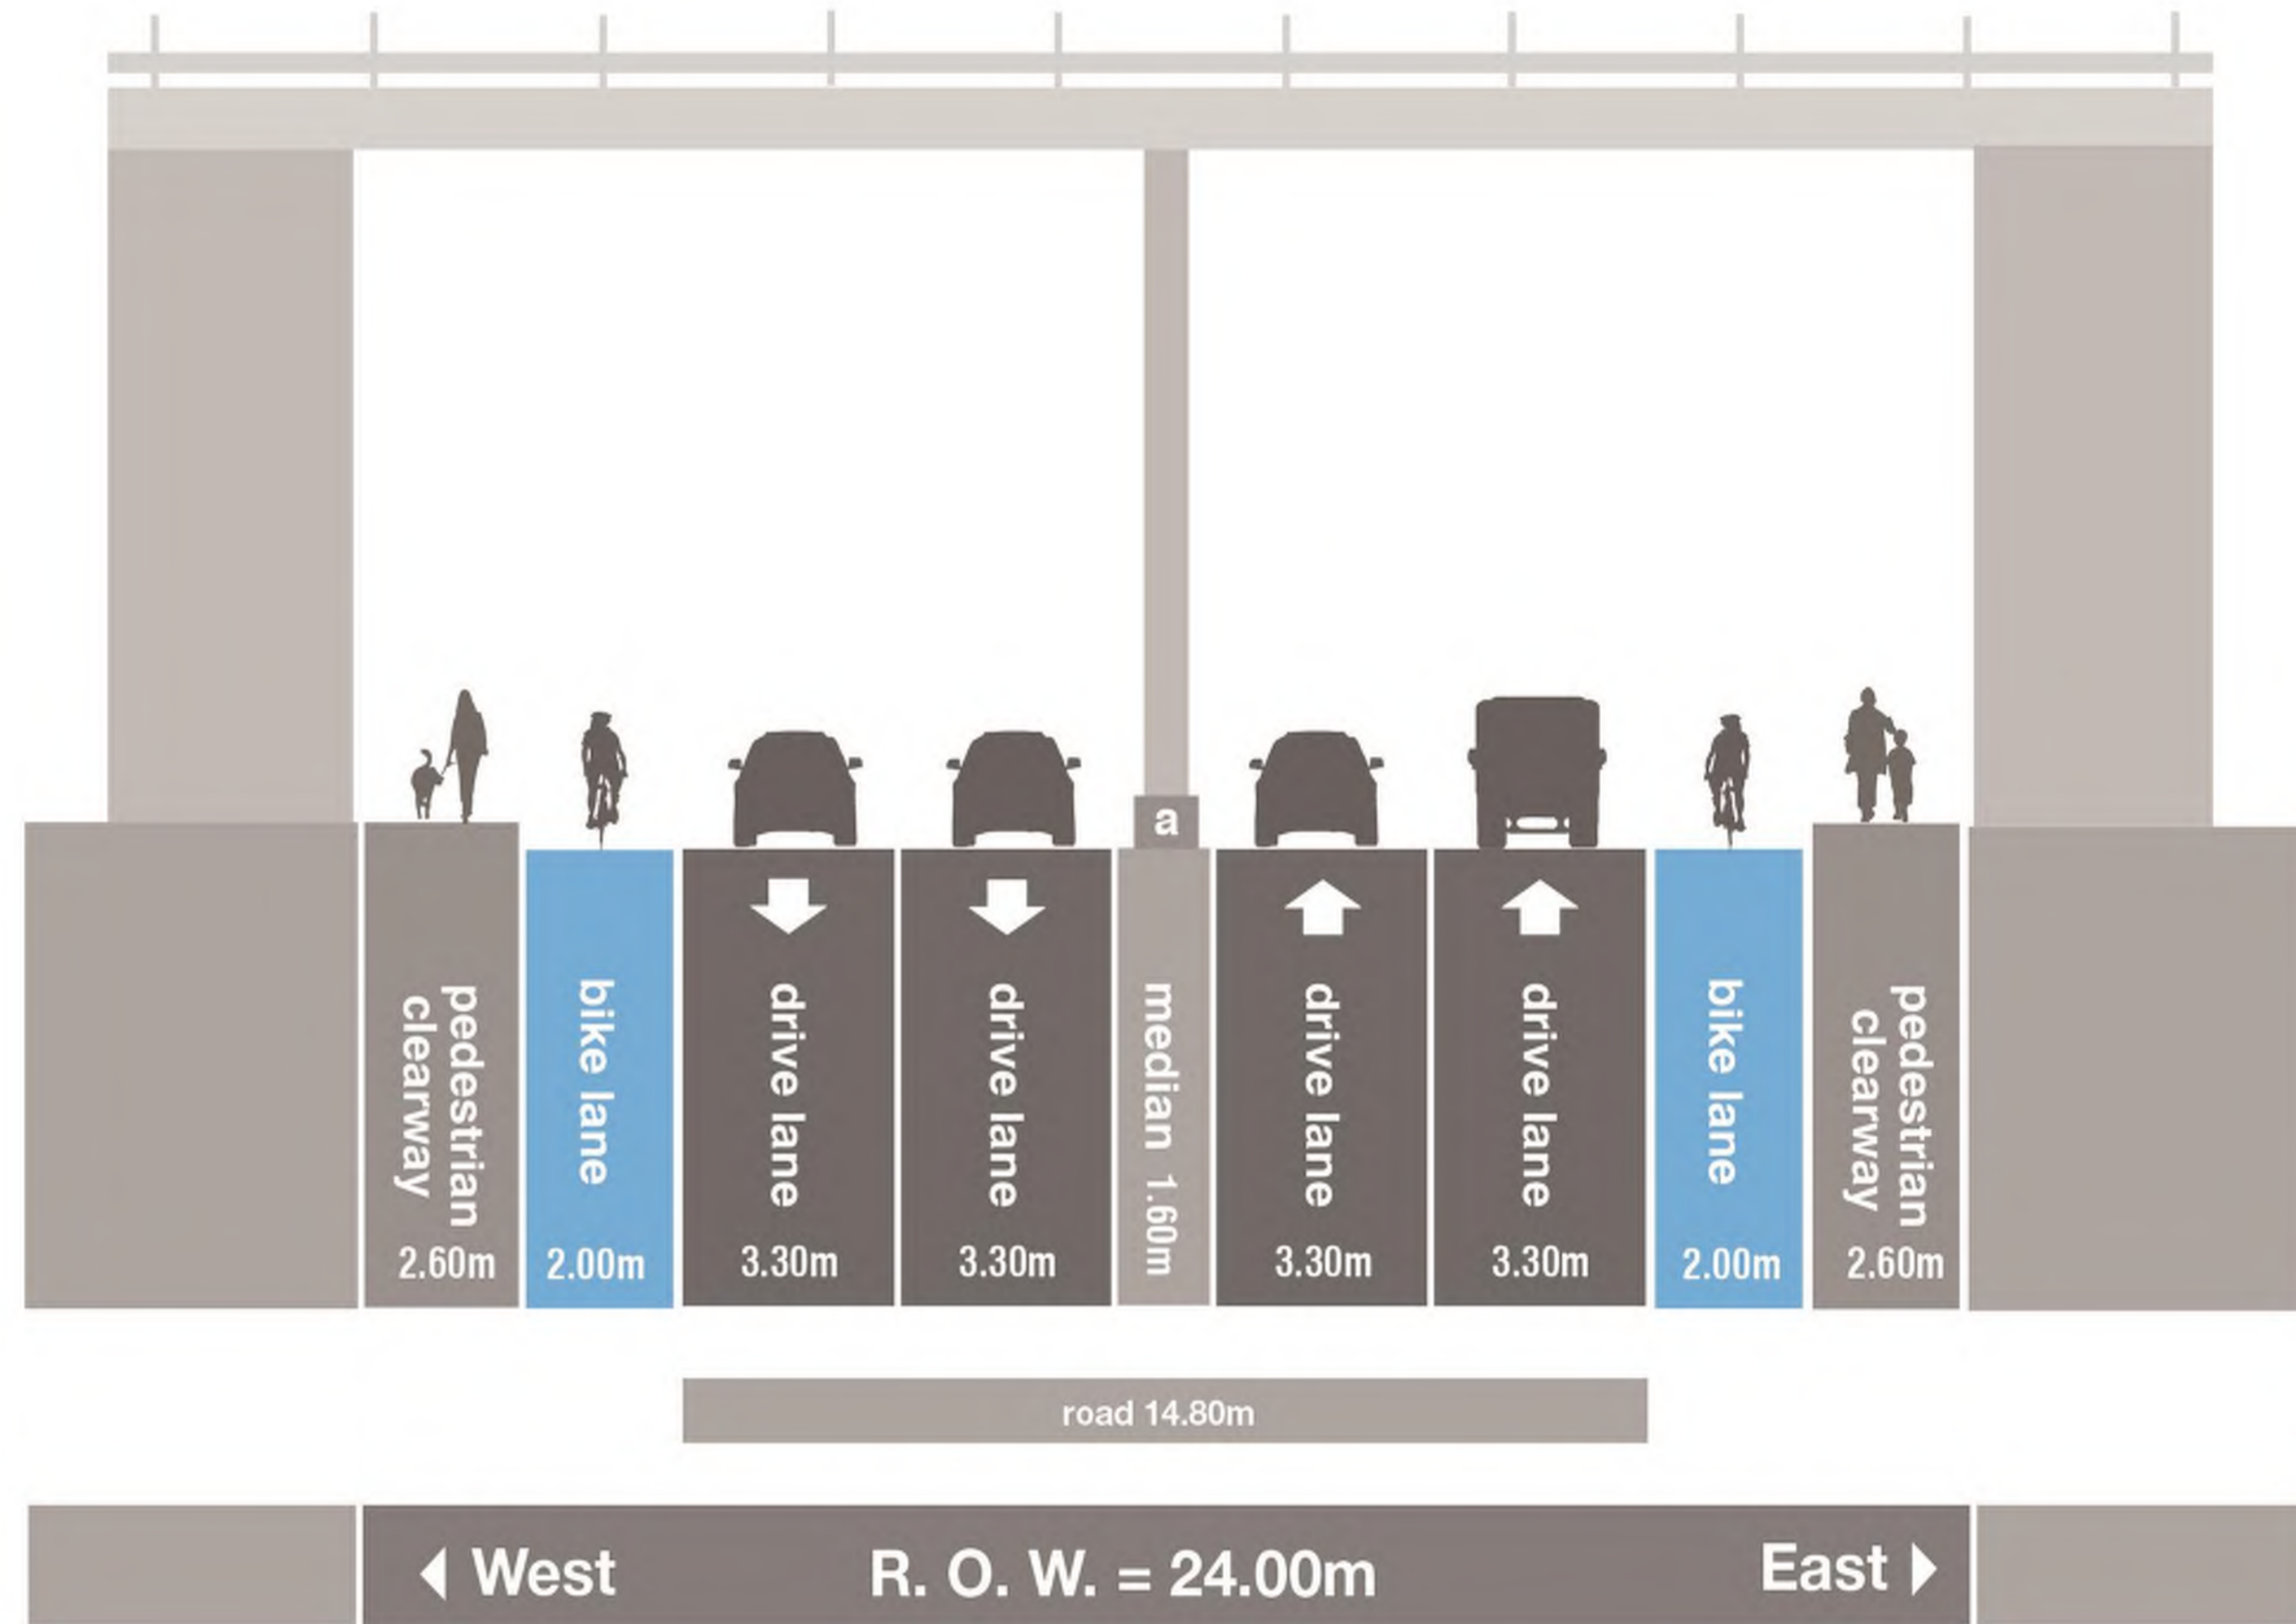 a
pedestrian
clearway
2.60m
bike lane
2.00m
drive lane
3.30m
drive lane
3.30m
median 1.60m
drive lane
3.30m
drive lane
3.30m
bike lane
2.00m
pedestrian
clearway
2.60m
road 14.80m
West
R. O. W. = 24.00m
East